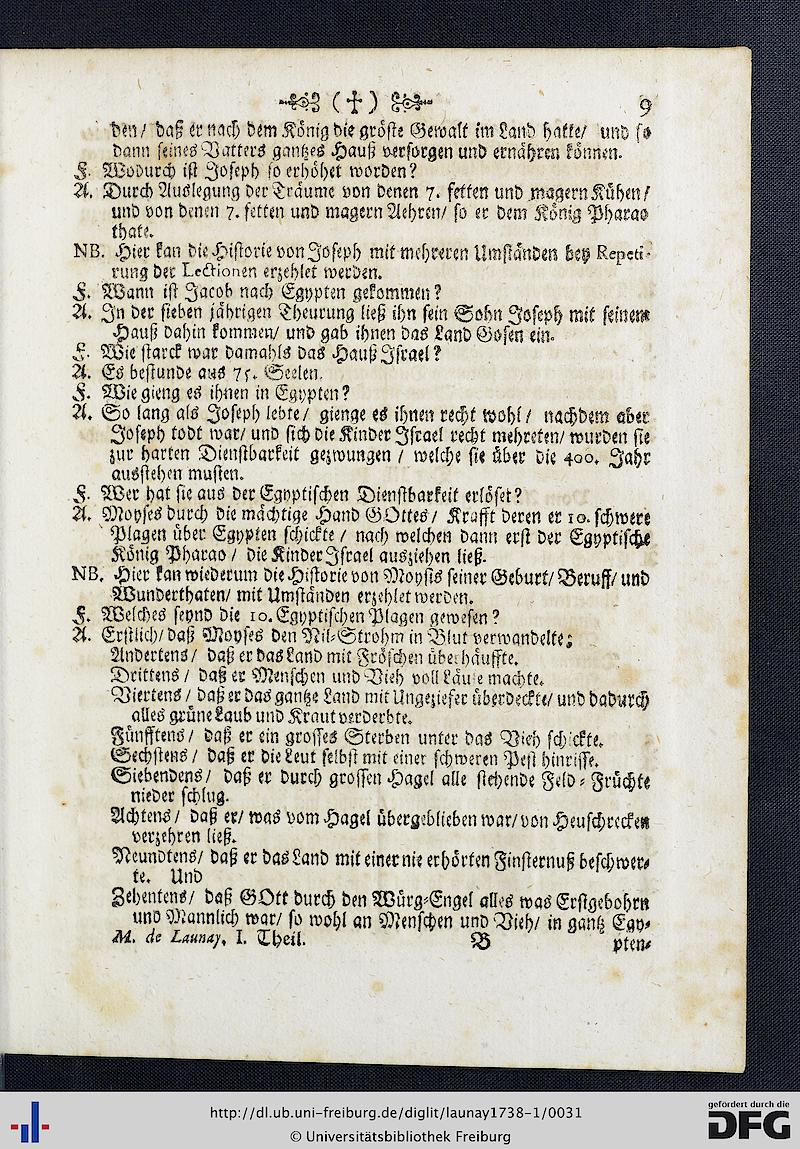 ( ✝ ) 9
den/ daß er nach dem König die gröste Gewalt im Land hatte/ und so
dann seines Vatters gantzes Hauß versorgen und ernähren können.
F. Wodurch ist Joseph so erhöhet worden?
A. Durch Auslegung der Träume von denen 7. fetten und magern Kühen/
und von denen 7. fetten und magern Aehren/ so er dem König Pharao
thate.
NB. Hier kan die Historie von Joseph mit mehreren Umständen bey Repeti-
rung der Lectionen erzehlet werden.
F. Wann ist Jacob nach Egypten gekommen?
A. In der sieben jährigen Theurung ließ ihn sein Sohn Joseph mit seinem
Hauß dahin kommen/ und gab ihnen das Land Gosen ein.
F. Wie starck war damahls das Hauß Israel?
A. Es bestunde aus 75. Seelen.
F. Wie gieng es ihnen in Egypten?
A. So lang als Joseph lebte/ gienge es ihnen recht wohl/ nachdem aber
Joseph todt war/ und sich die Kinder Israel recht mehreten/ wurden sie
zur harten Dienstbarkeit gezwungen/ welche sie über die 400. Jahr
ausstehen musten.
F. Wer hat sie aus der Egyptischen Dienstbarkeit erlöset?
A. Moyses durch die mächtige Hand GOttes/ Krafft deren er 10. schwere
Plagen über Egypten schickte/ nach welchen dann erst der Egyptische
König Pharao/ die Kinder Israel ausziehen ließ.
NB. Hier kan wiederum die Historie von Moysis seiner Geburt/ Beruff/ und
Wunderthaten/ mit Umständen erzehlet werden.
F. Welches seynd die 10. Egyptischen Plagen gewesen?
A. Erstlich/ daß Moyses den Nil-Strohm in Blut verwandelte;
Andertens/ daß er das Land mit Fröschen überhäuffte.
Drittens/ daß er Menschen und Vieh voll Läuse machte.
Viertens/ daß er das gantze Land mit Ungeziefer überdeckte/ und dadurch
alles grüne Laub und Kraut verderbte.
Fünfftens/ daß er ein grosses Sterben unter das Vieh schickte.
Sechstens/ daß er die Leut selbst mit einer schweren Pest hinrisse.
Siebendens/ daß er durch grossen Hagel alle stehende Feld-Früchte
nieder schlug.
Achtens/ daß er/ was vom Hagel übergeblieben war/ von Heuschrecken
verzehren ließ.
Neundtens/ daß er das Land mit einer nie erhörten Finsternuß beschwer-
te. Und
Zehentens/ daß GOtt durch den Würg-Engel alles was Erstgebohrn
und Mannlich war/ so wohl an Menschen und Vieh/ in gantz Egy-
M. de Launay, I. Theil. B pten-
http://dl.ub.uni-freiburg.de/diglit/launay1738-1/0031
© Universitätsbibliothek Freiburg
gefördert durch die
DFG